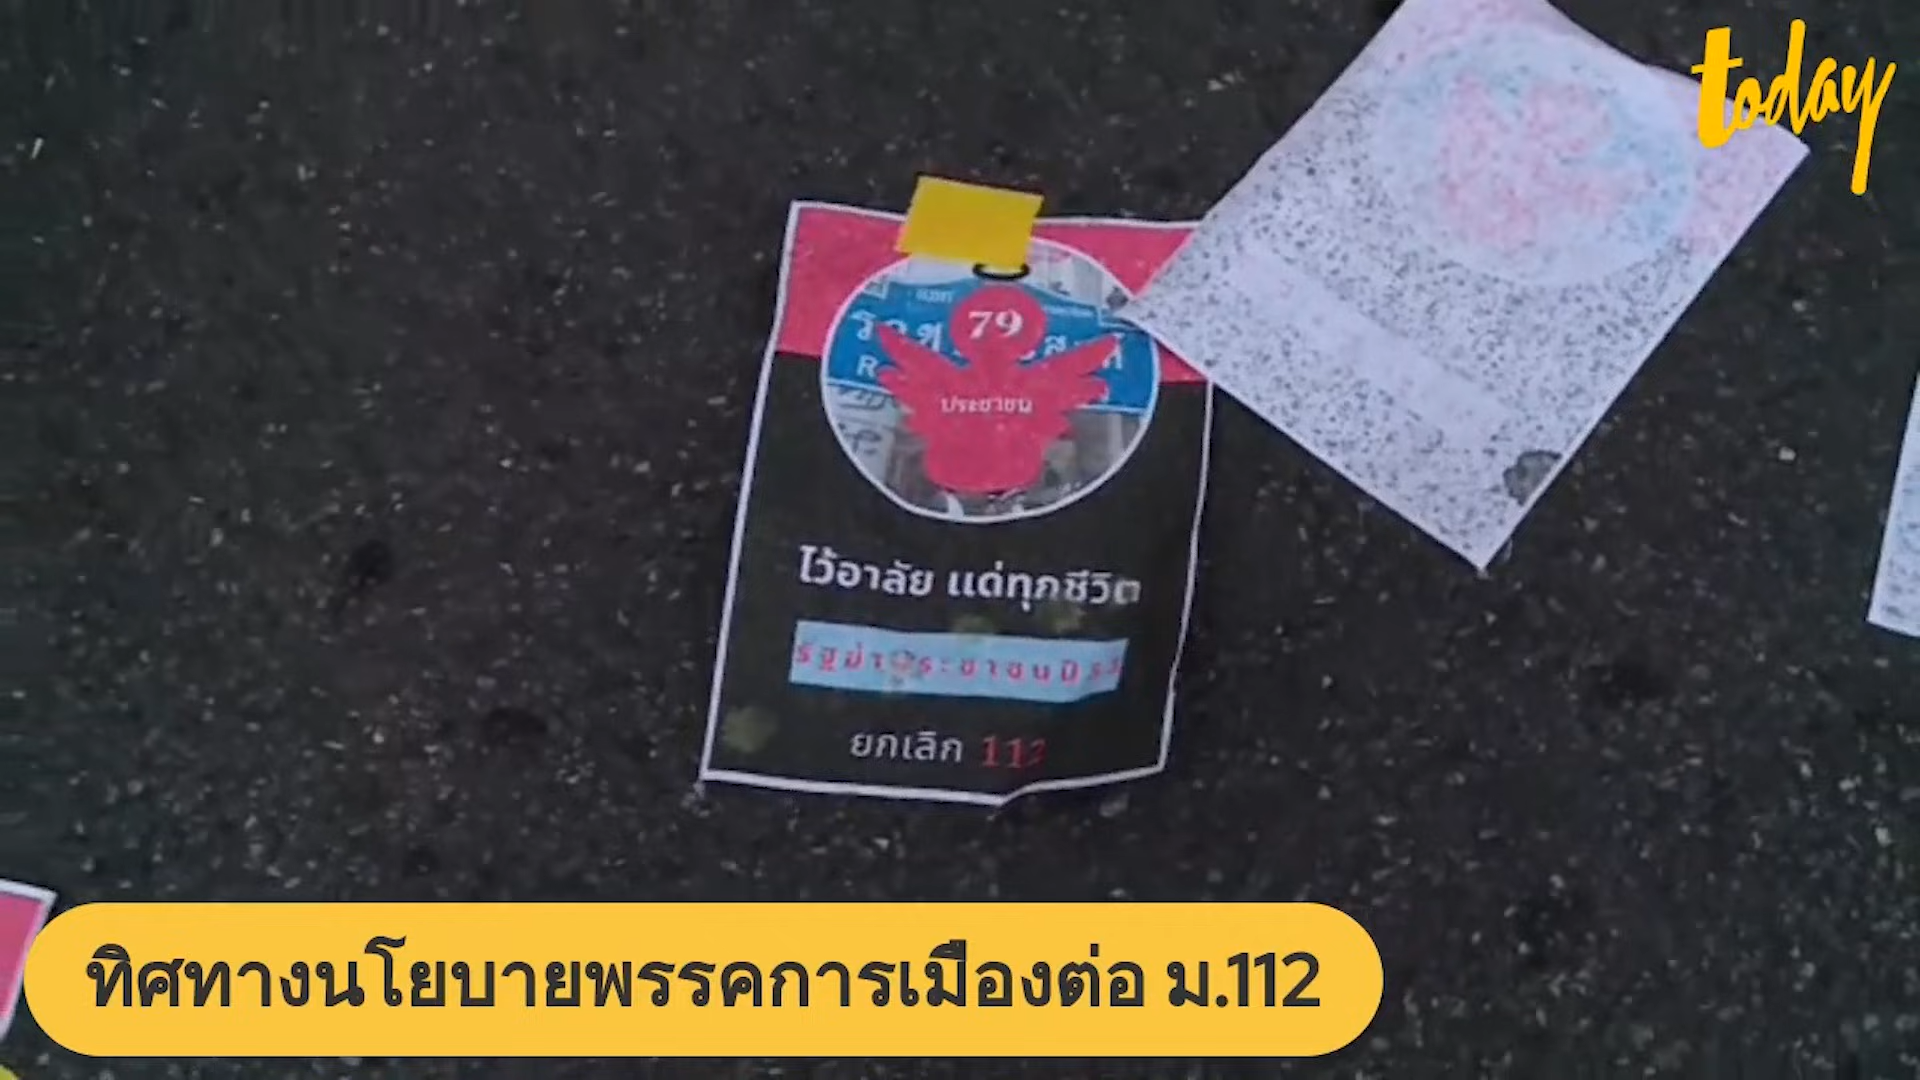 today
79
ประชาชน
ไว้อาลัย แด่ทุกชีวิต
ยกเลิก 112
ทิศทางนโยบายพรรคการเมืองต่อ ม.112